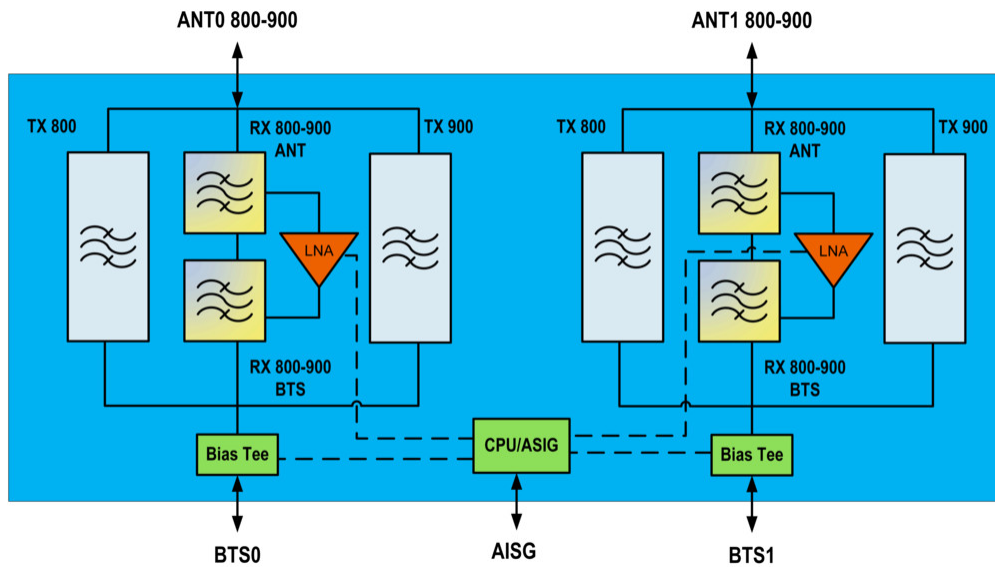 ANT0 800-900
ANT1 800-900
TX 800
RX 800-900
ANT
TX 900
TX 800
RX 800-900
ANT
TX 900
LNA
LNA
RX 800-900
BTS
RX 800-900
BTS
Bias Tee
CPU/ASIG
Bias Tee
BTS0
AISG
BTS1